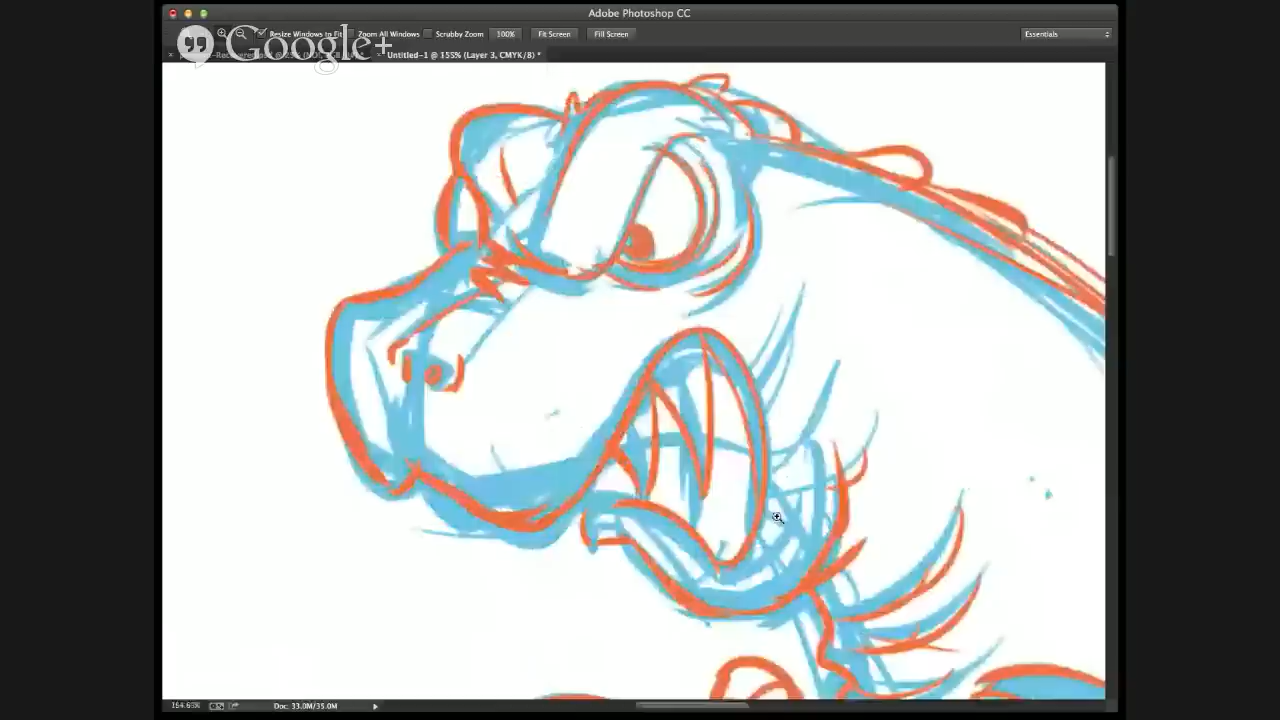 Adobe Photoshop CC
Google+
Resize Windows to Fit Zoom All Windows Scrubby Zoom 100% Fit Screen Fill Screen Essentials
Untitled-1 @ 155% (Layer 3, CMYK/8) *
Doc: 33.0M/35.0M